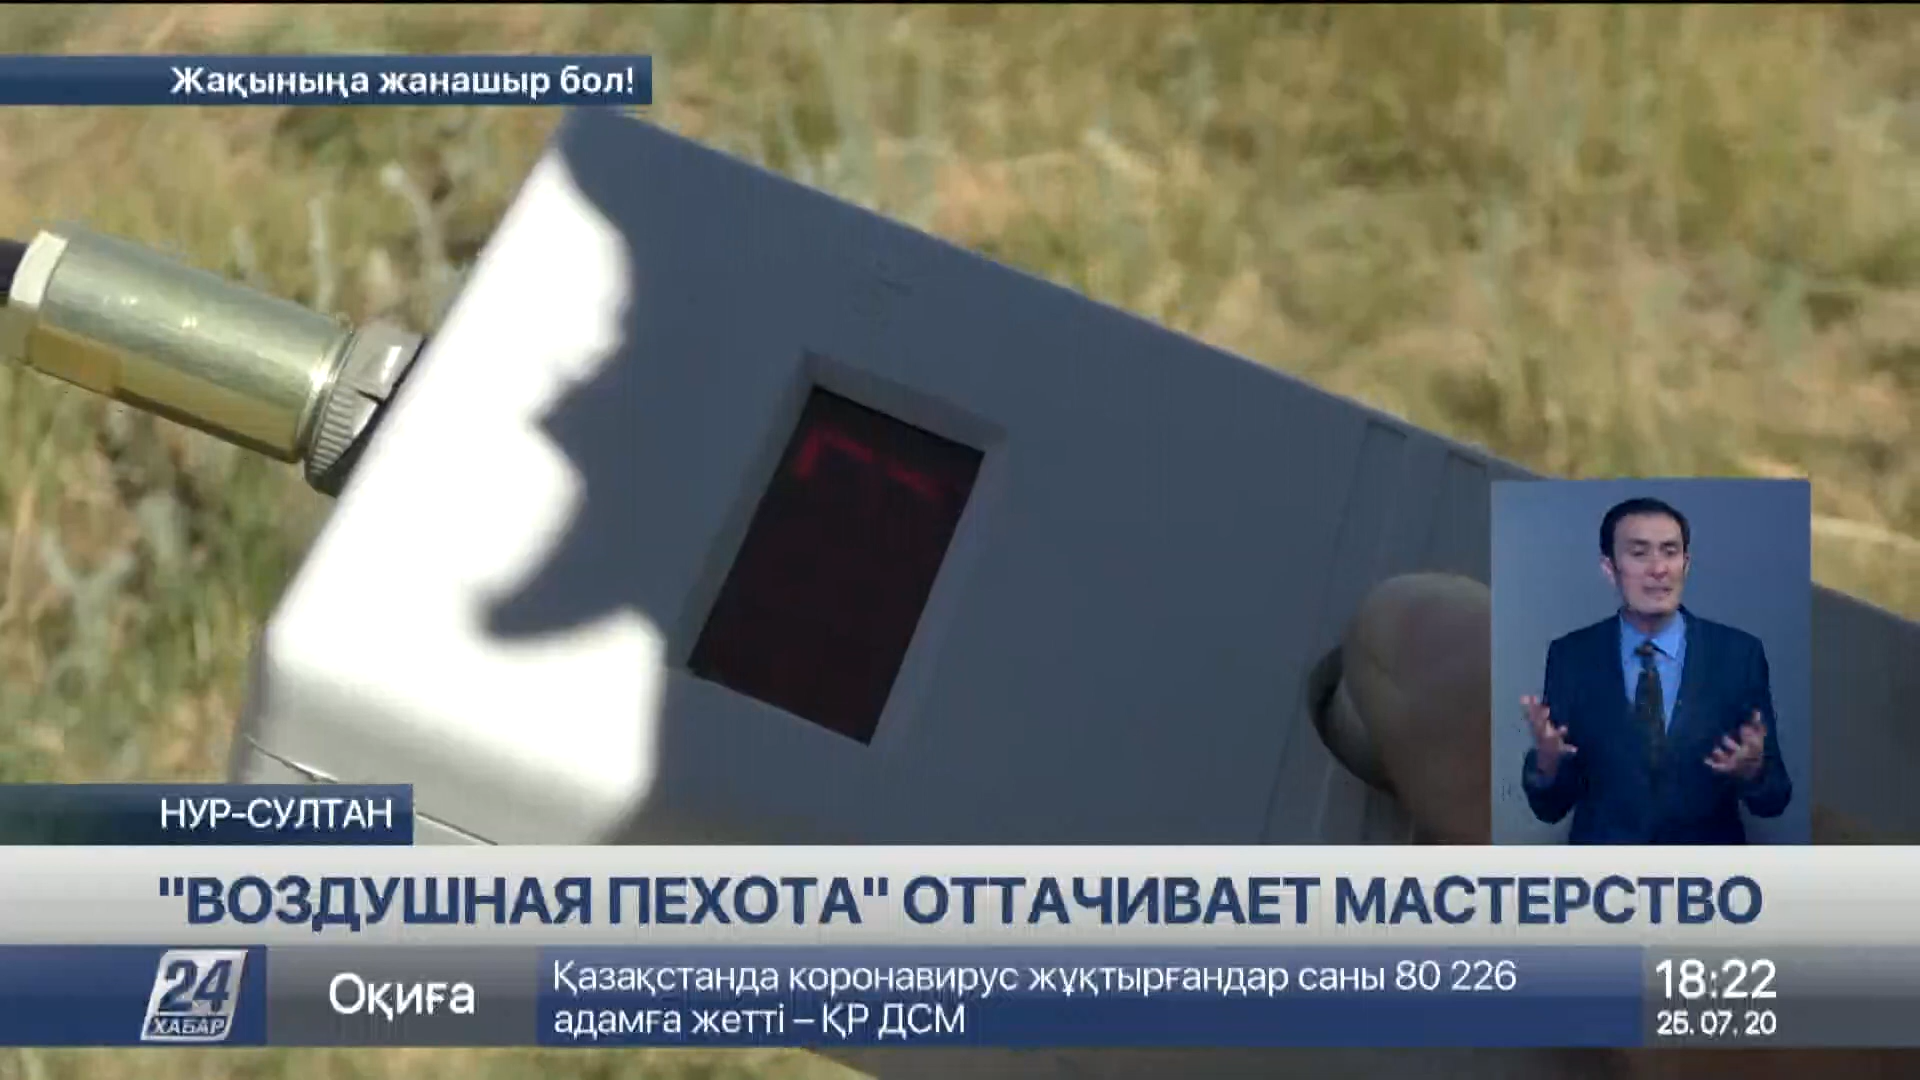 Жақыныңа жанашыр бол!
НУР-СУЛТАН
"ВОЗДУШНАЯ ПЕХОТА" ОТТАЧИВАЕТ МАСТЕРСТВО
24
ХАБАР
Оқиға
Қазақстанда коронавирус жұқтырғандар саны 80 226
адамға жетті – ҚР ДСМ
18:22
25. 07. 20